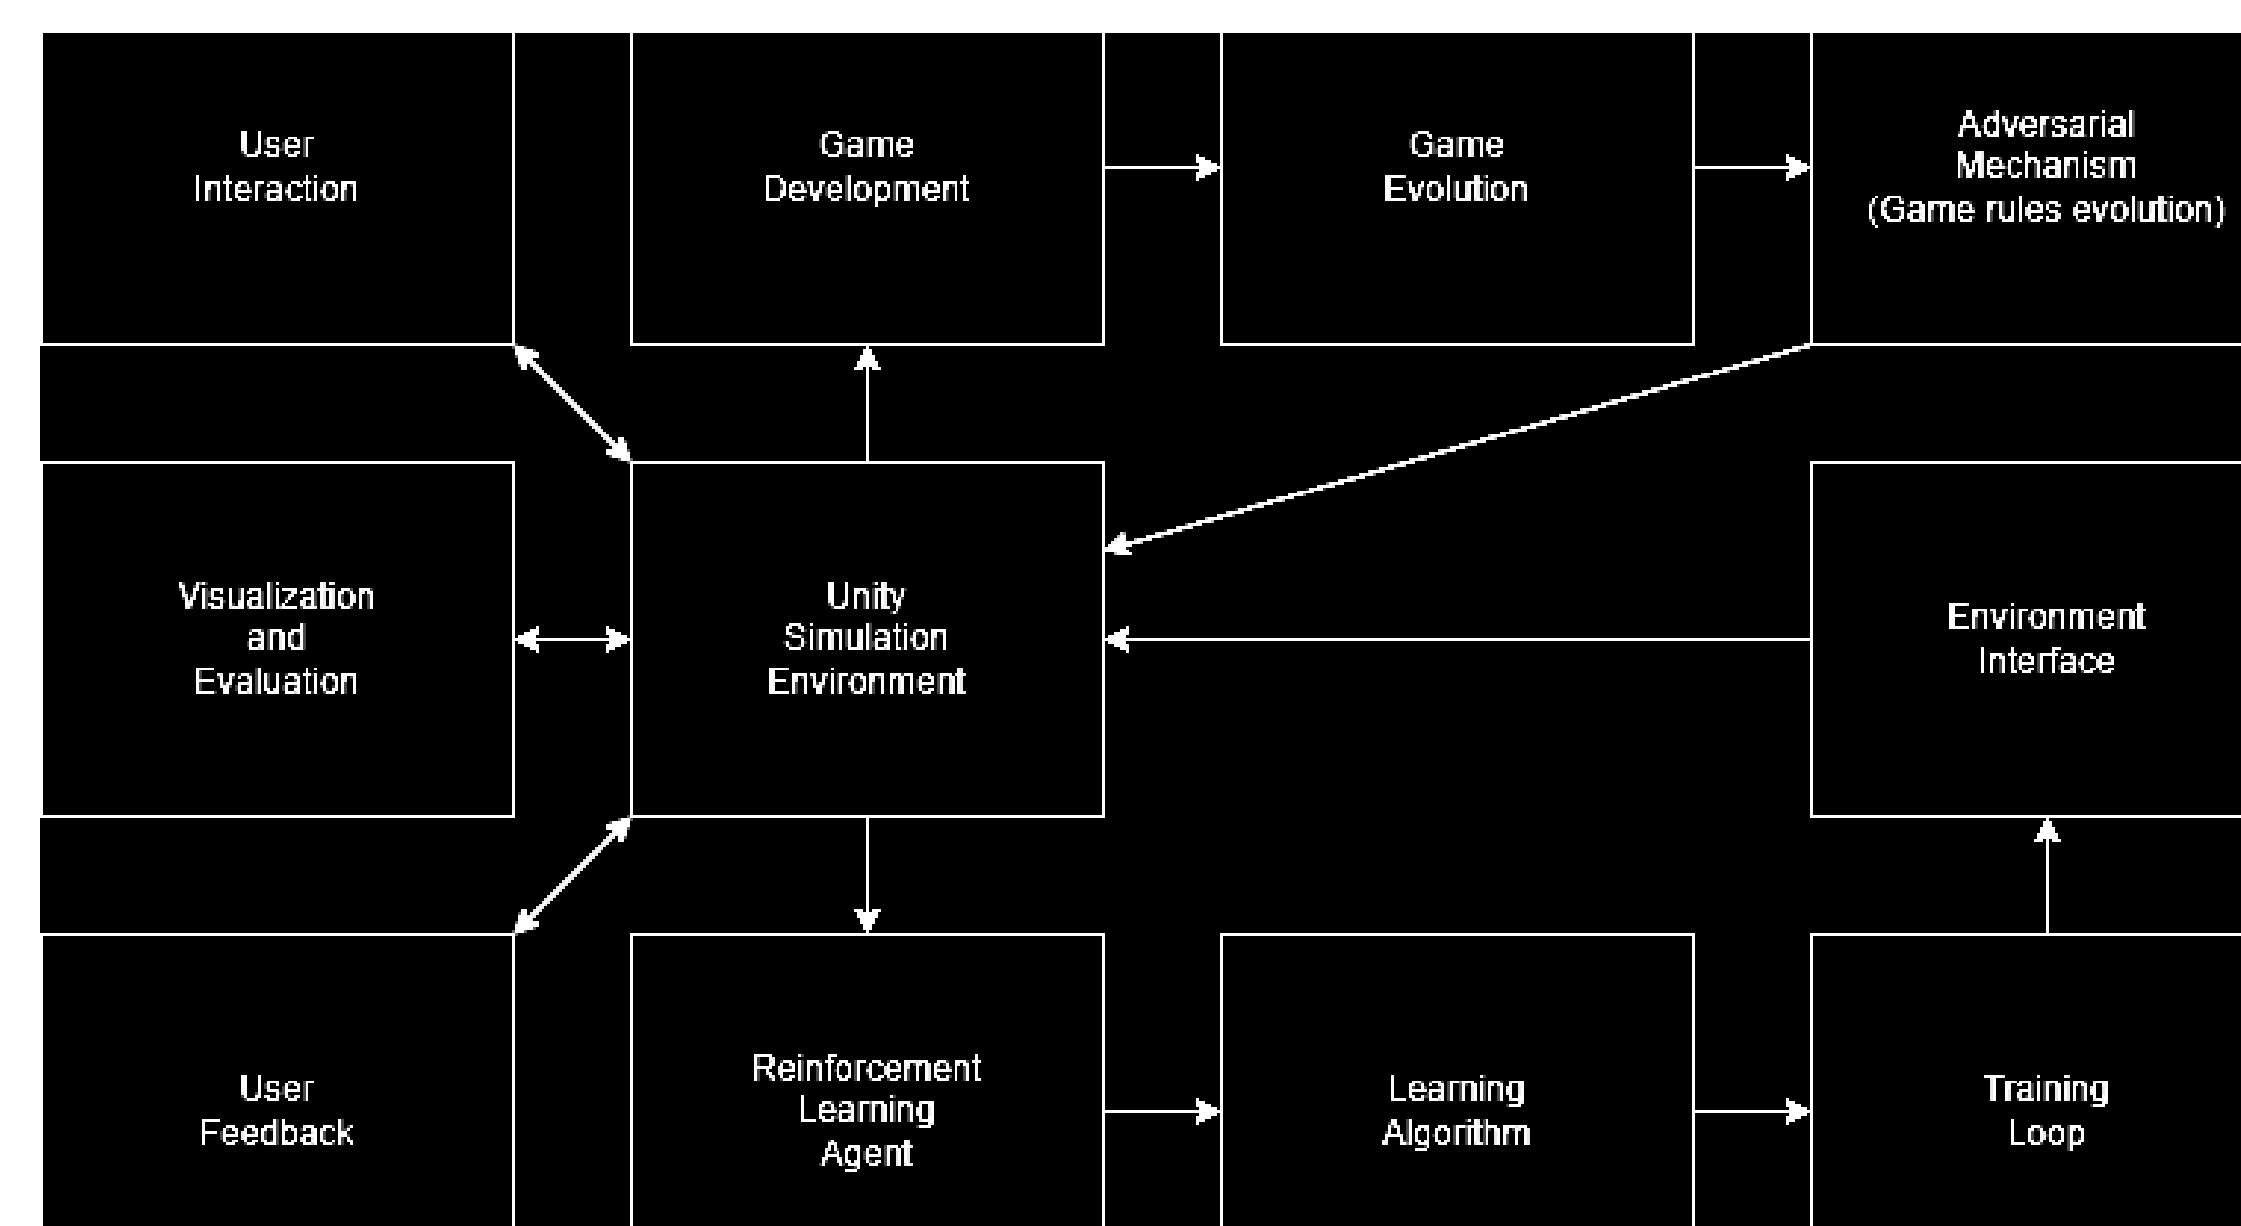 User
Interaction
Game
Development
Game
Evolution
Adversarial
Mechanism
(Game rules evolution)
Visualization
and
Evaluation
Unity
Simulation
Environment
Environment
Interface
User
Feedback
Reinforcement
Learning
Agent
Learning
Algorithm
Training
Loop